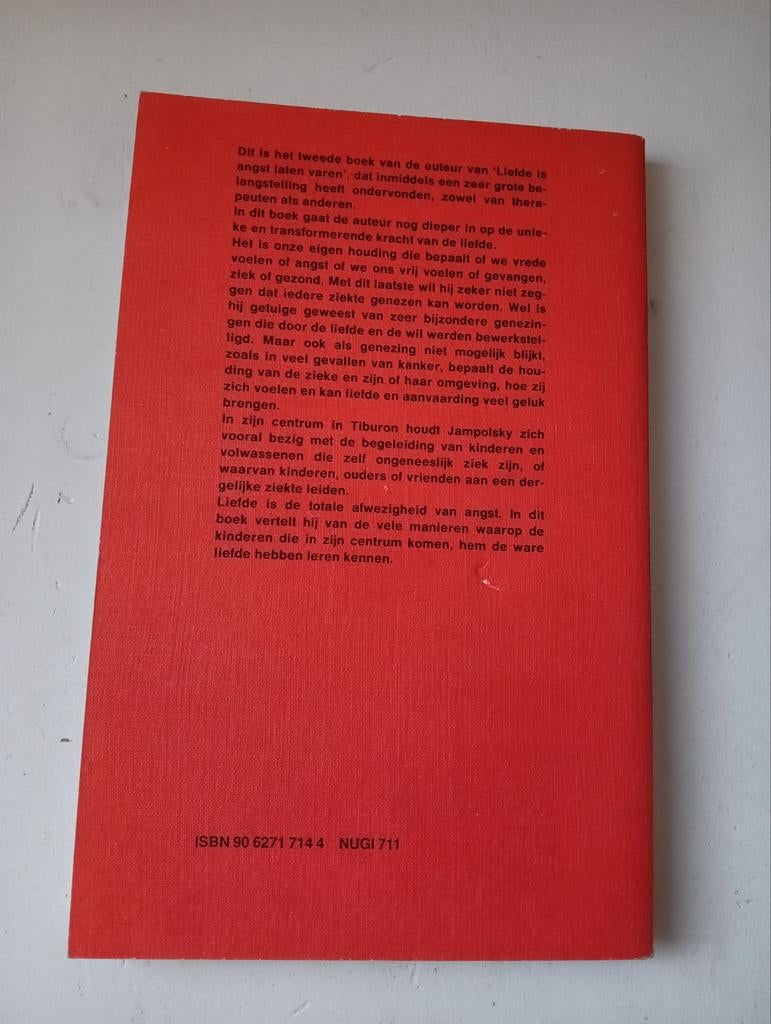 Dit is het tweede boek van de auteur van 'Liefde is
angst laten varen', dat inmiddels een zeer grote be-
langstelling heeft ondervonden, zowel van thera-
peuten als anderen.
In dit boek gaat de auteur nog dieper in op de unie-
ke en transformerende kracht van de liefde.
Het is onze eigen houding die bepaalt of we vrede
voelen of angst of we ons vrij voelen of gevangen,
ziek of gezond. Met dit laatste wil hij zeker niet zeg-
gen dat iedere ziekte genezen kan worden. Wel is
hij getuige geweest van zeer bijzondere genezin-
gen die door de liefde en de wil werden bewerkstel-
ligd. Maar ook als genezing niet mogelijk blijkt,
zoals in veel gevallen van kanker, bepaalt de hou-
ding van de zieke en zijn of haar omgeving, hoe zij
zich voelen en kan liefde en aanvaarding veel geluk
brengen.
In zijn centrum in Tiburon houdt Jampolsky zich
vooral bezig met de begeleiding van kinderen en
volwassenen die zelf ongeneeslijk ziek zijn, of
waarvan kinderen, ouders of vrienden aan een der-
gelijke ziekte leiden.
Liefde is de totale afwezigheid van angst. In dit
boek vertelt hij van de vele manieren waarop de
kinderen die in zijn centrum komen, hem de ware
liefde hebben leren kennen.
ISBN 90 6271 714 4 NUGI 711